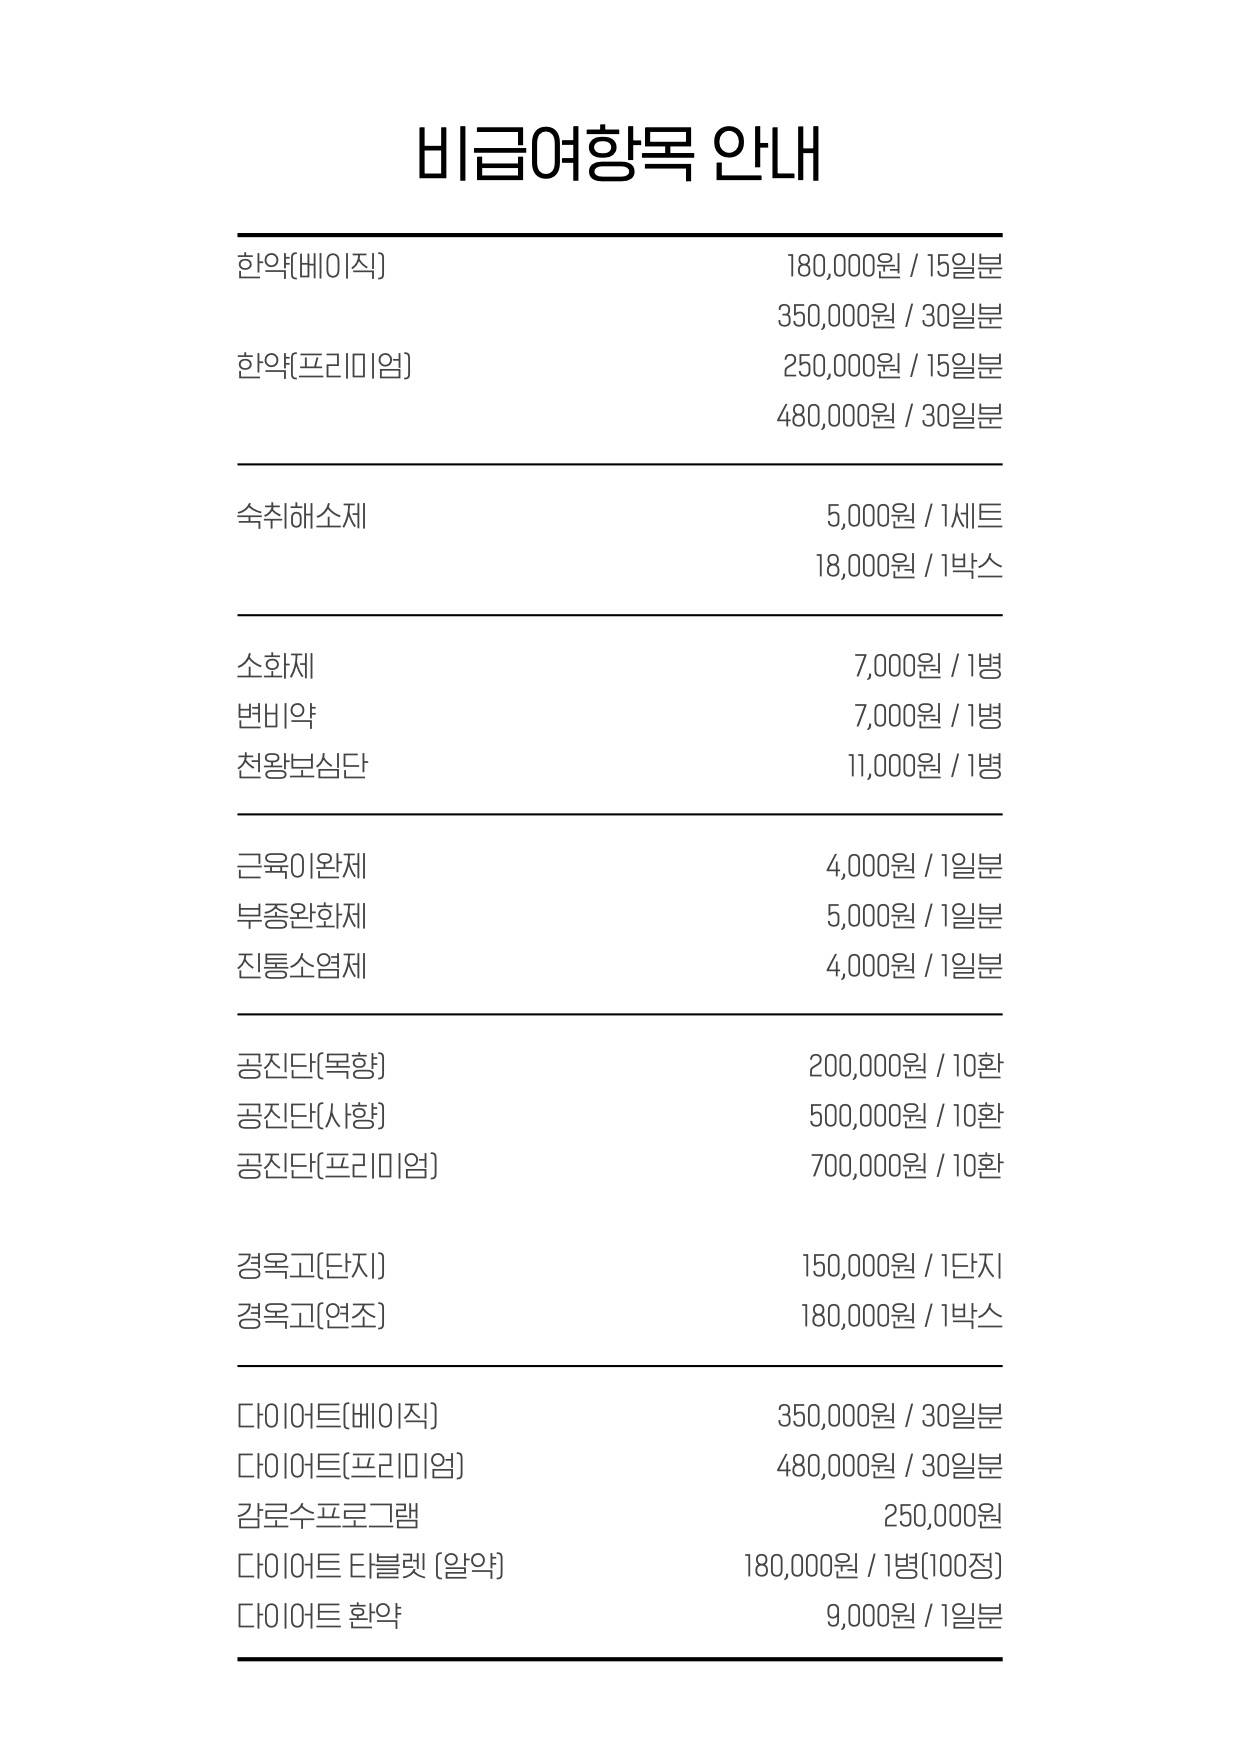 비급여항목 안내
한약(베이직) 180,000원 / 15일분
350,000원 / 30일분
한약(프리미엄) 250,000원 / 15일분
480,000원 / 30일분
숙취해소제 5,000원 / 1세트
18,000원 / 1박스
소화제 7,000원 / 1병
변비약 7,000원 / 1병
천왕보심단 11,000원 / 1병
근육이완제 4,000원 / 1일분
부종완화제 5,000원 / 1일분
진통소염제 4,000원 / 1일분
공진단(목향) 200,000원 / 10환
공진단(사향) 500,000원 / 10환
공진단(프리미엄) 700,000원 / 10환
경옥고(단지) 150,000원 / 1단지
경옥고(연조) 180,000원 / 1박스
다이어트(베이직) 350,000원 / 30일분
다이어트(프리미엄) 480,000원 / 30일분
감로수프로그램 250,000원
다이어트 타블렛 (알약) 180,000원 / 1병(100정)
다이어트 환약 9,000원 / 1일분